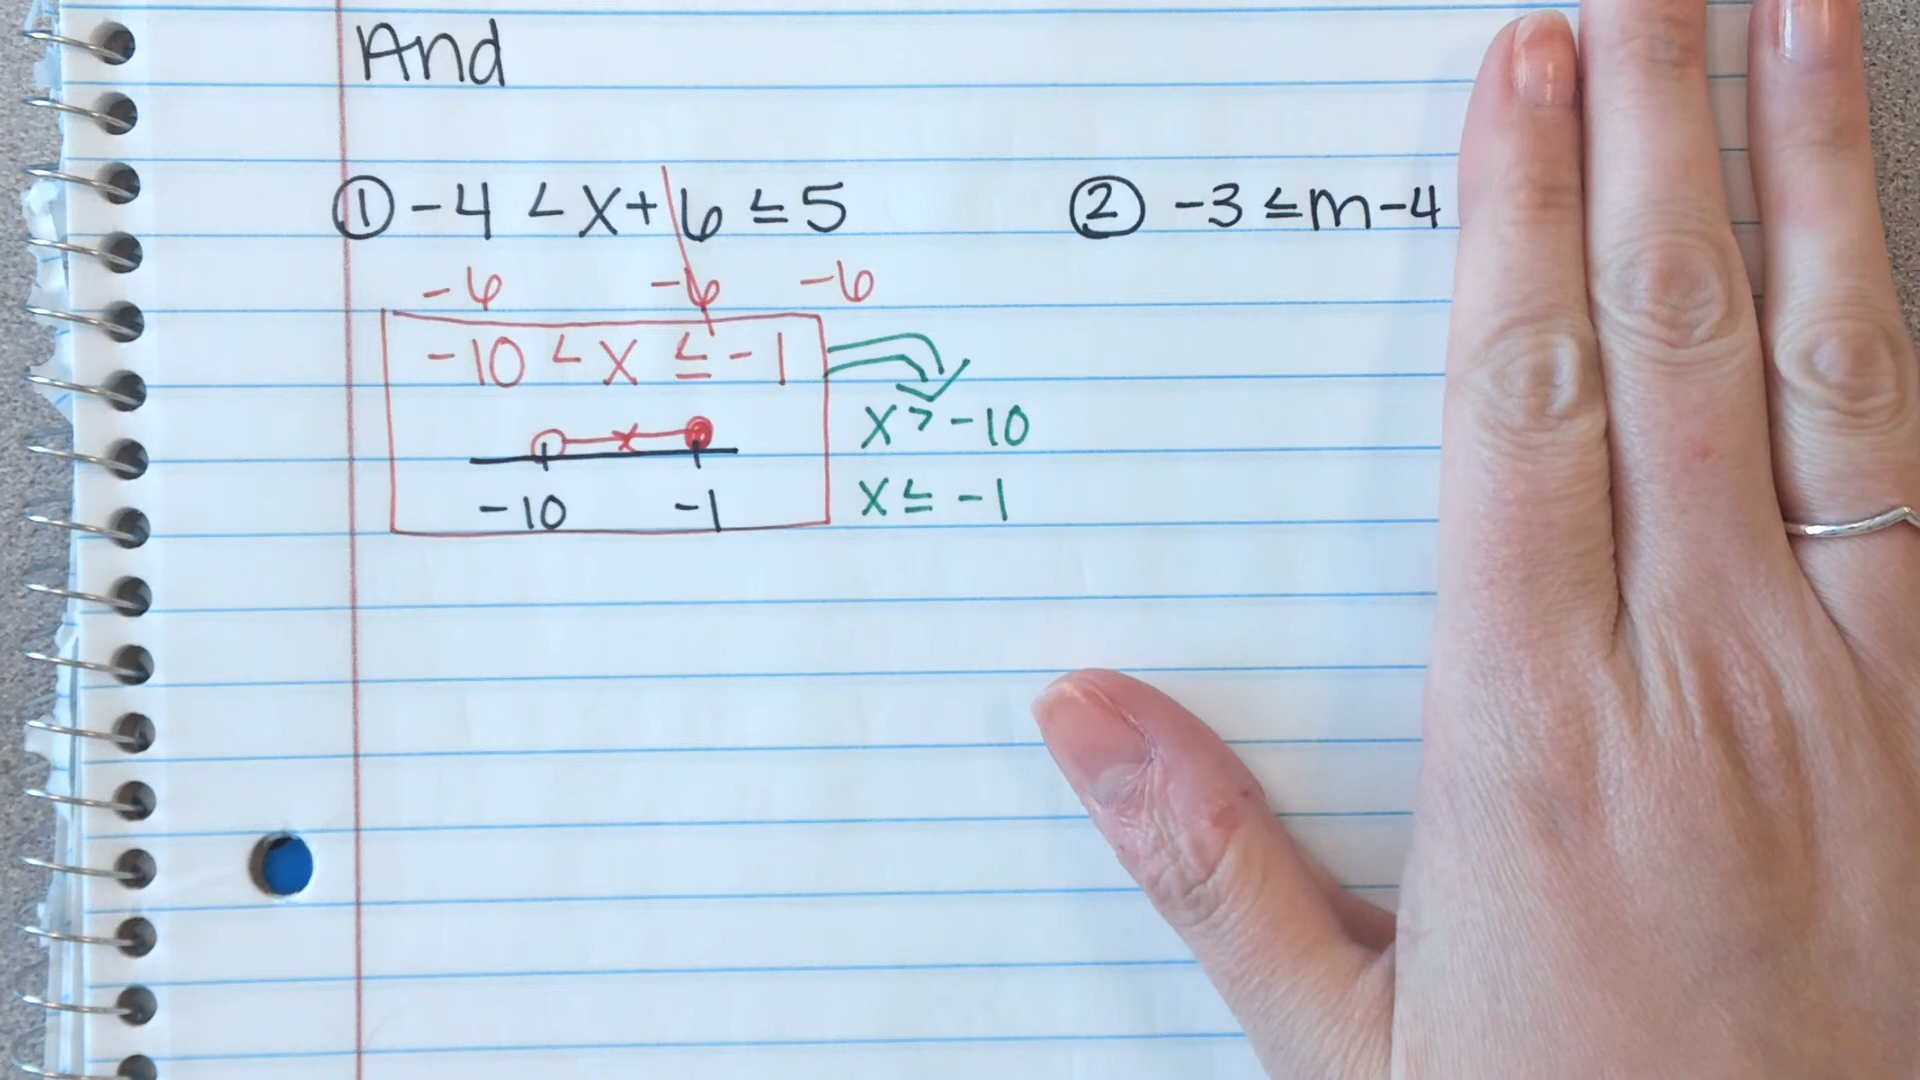 And
① -4 < x + 6 ≤ 5
-6 -6 -6
-10 < x ≤ -1
x > -10
-10 -1
x ≤ -1
② -3 ≤ m - 4